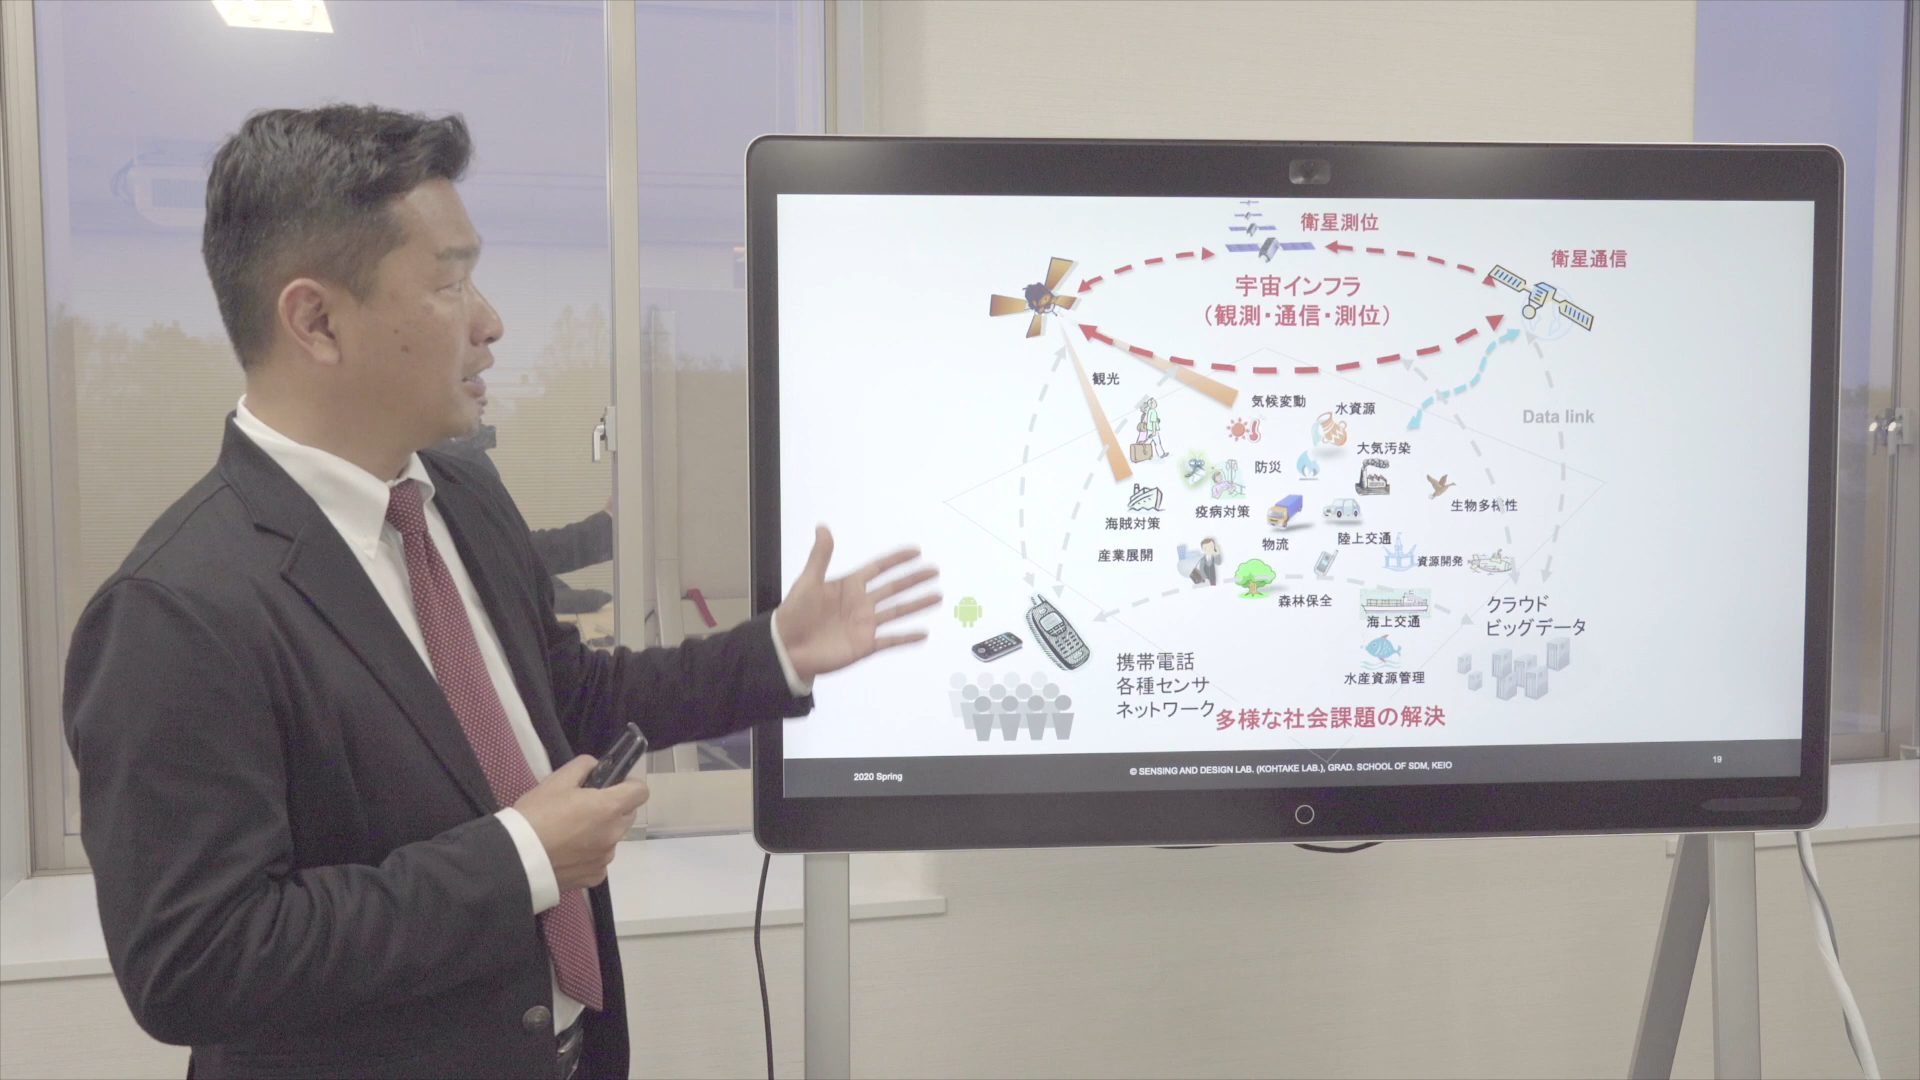 衛星測位
衛星通信
宇宙インフラ
（観測・通信・測位）
観光
気候変動
水資源
Data link
大気汚染
防災
生物多様性
海賊対策
疫病対策
物流
陸上交通
産業展開
資源開発
森林保全
海上交通
クラウド
ビッグデータ
携帯電話
各種センサ
ネットワーク
水産資源管理
多様な社会課題の解決
2020 Spring
© SENSING AND DESIGN LAB. (KOHTAKE LAB.), GRAD. SCHOOL OF SDM, KEIO
19